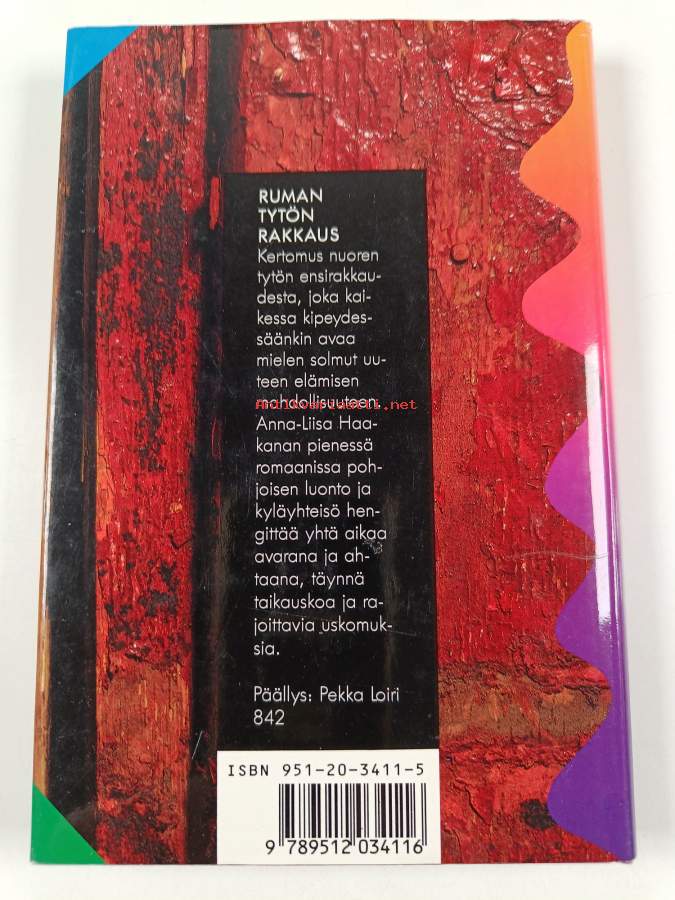 RUMAN
TYTÖN
RAKKAUS
Kertomus nuoren
tytön ensirakkau-
desta, joka kai-
kessa kipeydes-
säänkin avaa
mielen solmut uu-
teen elämisen
mahdollisuuteen.
Antikvariaatti.net
Anna-Liisa Haa-
kanan pienessä
romaanissa poh-
joisen luonto ja
kyläyhteisö hen-
gittää yhtä aikaa
avarana ja ah-
taana, täynnä
taikauskoa ja ra-
joittavia uskomuk-
sia.
Päällys: Pekka Loiri
842
ISBN 951-20-3411-5
9 789512 034116